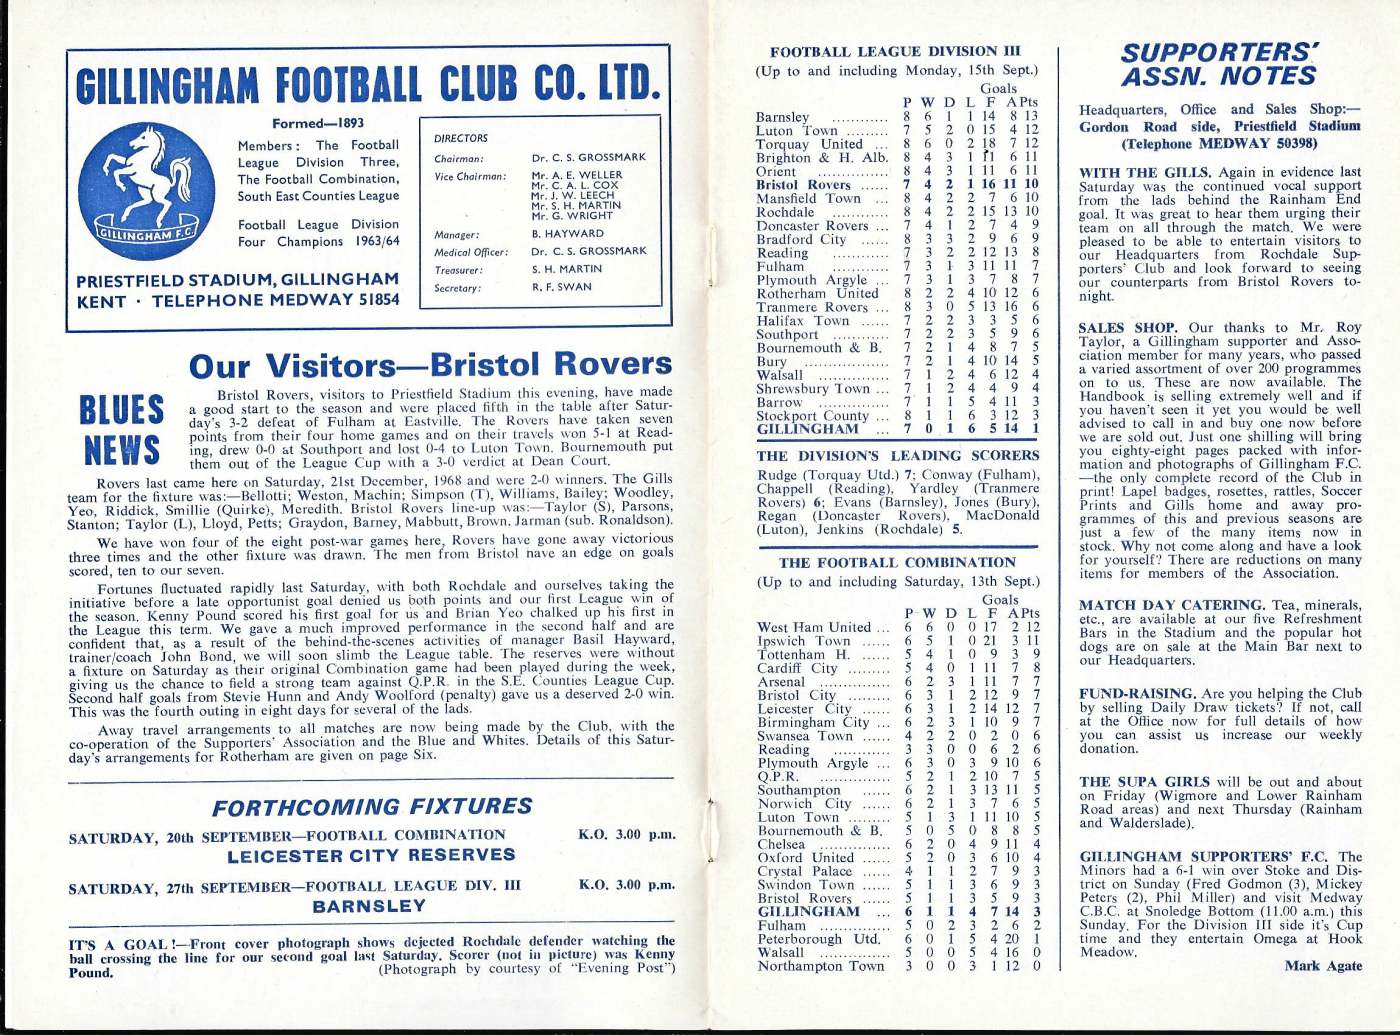 GILLINGHAM FOOTBALL CLUB CO. LTD.
GILLINGHAM F.C.
Formed—1893
Members: The Football
League Division Three,
The Football Combination,
South East Counties League
Football League Division
Four Champions 1963/64
PRIESTFIELD STADIUM, GILLINGHAM
KENT · TELEPHONE MEDWAY 51854
DIRECTORS
Chairman: Dr. C. S. GROSSMARK
Vice Chairman: Mr. A. E. WELLER
Mr. C. A. L. COX
Mr. J. W. LEECH
Mr. S. H. MARTIN
Mr. G. WRIGHT
Manager: B. HAYWARD
Medical Officer: Dr. C. S. GROSSMARK
Treasurer: S. H. MARTIN
Secretary: R. F. SWAN
Our Visitors—Bristol Rovers
BLUES
NEWS
Bristol Rovers, visitors to Priestfield Stadium this evening, have made
a good start to the season and were placed fifth in the table after Satur-
day's 3-2 defeat of Fulham at Eastville. The Rovers have taken seven
points from their four home games and on their travels won 5-1 at Read-
ing, drew 0-0 at Southport and lost 0-4 to Luton Town. Bournemouth put
them out of the League Cup with a 3-0 verdict at Dean Court.
Rovers last came here on Saturday, 21st December, 1968 and were 2-0 winners. The Gills
team for the fixture was:—Bellotti; Weston, Machin; Simpson (T), Williams, Bailey; Woodley,
Yeo, Riddick, Smillie (Quirke), Meredith. Bristol Rovers line-up was:—Taylor (S), Parsons,
Stanton; Taylor (L), Lloyd, Petts; Graydon, Barney, Mabbutt, Brown, Jarman (sub. Ronaldson).
We have won four of the eight post-war games here, Rovers have gone away victorious
three times and the other fixture was drawn. The men from Bristol have an edge on goals
scored, ten to our seven.
Fortunes fluctuated rapidly last Saturday, with both Rochdale and ourselves taking the
initiative before a late opportunist goal denied us both points and our first League win of
the season. Kenny Pound scored his first goal for us and Brian Yeo chalked up his first in
the League this term. We gave a much improved performance in the second half and are
confident that, as a result of the behind-the-scenes activities of manager Basil Hayward,
trainer/coach John Bond, we will soon slimb the League table. The reserves were without
a fixture on Saturday as their original Combination game had been played during the week,
giving us the chance to field a strong team against Q.P.R. in the S.E. Counties League Cup.
Second half goals from Stevie Hunn and Andy Woolford (penalty) gave us a deserved 2-0 win.
This was the fourth outing in eight days for several of the lads.
Away travel arrangements to all matches are now being made by the Club, with the
co-operation of the Supporters' Association and the Blue and Whites. Details of this Satur-
day's arrangements for Rotherham are given on page Six.
FORTHCOMING FIXTURES
SATURDAY, 20th SEPTEMBER—FOOTBALL COMBINATION K.O. 3.00 p.m.
LEICESTER CITY RESERVES
SATURDAY, 27th SEPTEMBER—FOOTBALL LEAGUE DIV. III K.O. 3.00 p.m.
BARNSLEY
IT'S A GOAL!—Front cover photograph shows dejected Rochdale defender watching the
ball crossing the line for our second goal last Saturday. Scorer (not in picture) was Kenny
Pound. (Photograph by courtesy of "Evening Post")
FOOTBALL LEAGUE DIVISION III
(Up to and including Monday, 15th Sept.)
Goals
P W D L F A Pts
Barnsley ............ 8 6 1 1 14 8 13
Luton Town ......... 7 5 2 0 15 4 12
Torquay United ... 8 6 0 2 18 7 12
Brighton & H. Alb. 8 4 3 1 11 6 11
Orient ............... 8 4 3 1 11 6 11
Bristol Rovers ...... 7 4 2 1 16 11 10
Mansfield Town ... 8 4 2 2 7 6 10
Rochdale ............ 8 4 2 2 15 13 10
Doncaster Rovers ... 7 4 1 2 7 4 9
Bradford City ...... 8 3 3 2 9 6 9
Reading ............ 7 3 2 2 12 13 8
Fulham ............ 7 3 1 3 11 11 7
Plymouth Argyle ... 7 3 1 3 7 8 7
Rotherham United 8 2 2 4 10 12 6
Tranmere Rovers ... 8 3 0 5 13 16 6
Halifax Town ...... 7 2 2 3 3 5 6
Southport ............ 7 2 2 3 5 9 6
Bournemouth & B. 7 2 1 4 8 7 5
Bury .................. 7 2 1 4 10 14 5
Walsall ............... 7 1 2 4 6 12 4
Shrewsbury Town ... 7 1 2 4 4 9 4
Barrow ............... 7 1 1 5 4 11 3
Stockport County ... 8 1 1 6 3 12 3
GILLINGHAM ... 7 0 1 6 5 14 1
THE DIVISION'S LEADING SCORERS
Rudge (Torquay Utd.) 7; Conway (Fulham),
Chappell (Reading), Yardley (Tranmere
Rovers) 6; Evans (Barnsley), Jones (Bury),
Regan (Doncaster Rovers), MacDonald
(Luton), Jenkins (Rochdale) 5.
THE FOOTBALL COMBINATION
(Up to and including Saturday, 13th Sept.)
Goals
P W D L F A Pts
West Ham United ... 6 6 0 0 17 2 12
Ipswich Town ...... 6 5 1 0 21 3 11
Tottenham H. ...... 5 4 1 0 9 3 9
Cardiff City ......... 5 4 0 1 11 7 8
Arsenal ............... 6 2 3 1 11 7 7
Bristol City ......... 6 3 1 2 12 9 7
Leicester City ...... 6 3 1 2 14 12 7
Birmingham City ... 6 2 3 1 10 9 7
Swansea Town ...... 4 2 2 0 2 0 6
Reading ............ 3 3 0 0 6 2 6
Plymouth Argyle ... 6 3 0 3 9 10 6
Q.P.R. ............... 5 2 1 2 10 7 5
Southampton ...... 6 2 1 3 13 11 5
Norwich City ...... 6 2 1 3 7 6 5
Luton Town ......... 5 1 3 1 11 10 5
Bournemouth & B. 5 0 5 0 8 8 5
Chelsea ............... 6 2 0 4 9 11 4
Oxford United ...... 5 2 0 3 6 10 4
Crystal Palace ...... 4 1 1 2 7 9 3
Swindon Town ...... 5 1 1 3 6 9 3
Bristol Rovers ...... 5 1 1 3 5 9 3
GILLINGHAM ... 6 1 1 4 7 14 3
Fulham ............... 5 0 2 3 2 6 2
Peterborough Utd. 6 0 1 5 4 20 1
Walsall ............... 5 0 0 5 4 16 0
Northampton Town 3 0 0 3 1 12 0
SUPPORTERS'
ASSN. NOTES
Headquarters, Office and Sales Shop:—
Gordon Road side, Priestfield Stadium
(Telephone MEDWAY 50398)
WITH THE GILLS. Again in evidence last
Saturday was the continued vocal support
from the lads behind the Rainham End
goal. It was great to hear them urging their
team on all through the match. We were
pleased to be able to entertain visitors to
our Headquarters from Rochdale Sup-
porters' Club and look forward to seeing
our counterparts from Bristol Rovers to-
night.
SALES SHOP. Our thanks to Mr. Roy
Taylor, a Gillingham supporter and Asso-
ciation member for many years, who passed
a varied assortment of over 200 programmes
on to us. These are now available. The
Handbook is selling extremely well and if
you haven't seen it yet you would be well
advised to call in and buy one now before
we are sold out. Just one shilling will bring
you eighty-eight pages packed with infor-
mation and photographs of Gillingham F.C.
—the only complete record of the Club in
print! Lapel badges, rosettes, rattles, Soccer
Prints and Gills home and away pro-
grammes of this and previous seasons are
just a few of the many items now in
stock. Why not come along and have a look
for yourself? There are reductions on many
items for members of the Association.
MATCH DAY CATERING. Tea, minerals,
etc., are available at our five Refreshment
Bars in the Stadium and the popular hot
dogs are on sale at the Main Bar next to
our Headquarters.
FUND-RAISING. Are you helping the Club
by selling Daily Draw tickets? If not, call
at the Office now for full details of how
you can assist us increase our weekly
donation.
THE SUPA GIRLS will be out and about
on Friday (Wigmore and Lower Rainham
Road areas) and next Thursday (Rainham
and Walderslade).
GILLINGHAM SUPPORTERS' F.C. The
Minors had a 6-1 win over Stoke and Dis-
trict on Sunday (Fred Godmon (3), Mickey
Peters (2), Phil Miller) and visit Medway
C.B.C. at Snoledge Bottom (11.00 a.m.) this
Sunday. For the Division III side it's Cup
time and they entertain Omega at Hook
Meadow.
Mark Agate